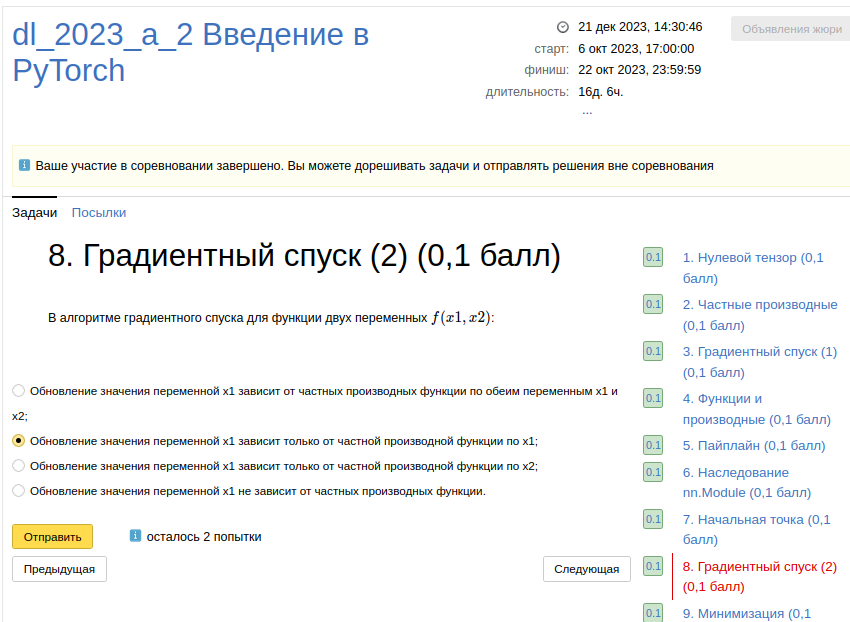 dl_2023_a_2 Введение в
PyTorch
21 дек 2023, 14:30:46
Объявления жюри
старт: 6 окт 2023, 17:00:00
финиш: 22 окт 2023, 23:59:59
длительность: 16д. 6ч.
...
Ваше участие в соревновании завершено. Вы можете дорешивать задачи и отправлять решения вне соревнования
Задачи Посылки
8. Градиентный спуск (2) (0,1 балл)
В алгоритме градиентного спуска для функции двух переменных f(x1, x2):
Обновление значения переменной x1 зависит от частных производных функции по обеим переменным x1 и
x2;
Обновление значения переменной x1 зависит только от частной производной функции по x1;
Обновление значения переменной x1 зависит только от частной производной функции по x2;
Обновление значения переменной x1 не зависит от частных производных функции.
Отправить
i осталось 2 попытки
Предыдущая
Следующая
0.1 1. Нулевой тензор (0,1
балл)
0.1 2. Частные производные
(0,1 балл)
0.1 3. Градиентный спуск (1)
(0,1 балл)
0.1 4. Функции и
производные (0,1 балл)
0.1 5. Пайплайн (0,1 балл)
0.1 6. Наследование
nn.Module (0,1 балл)
0.1 7. Начальная точка (0,1
балл)
0.1 8. Градиентный спуск (2)
(0,1 балл)
0.1 9. Минимизация (0,1